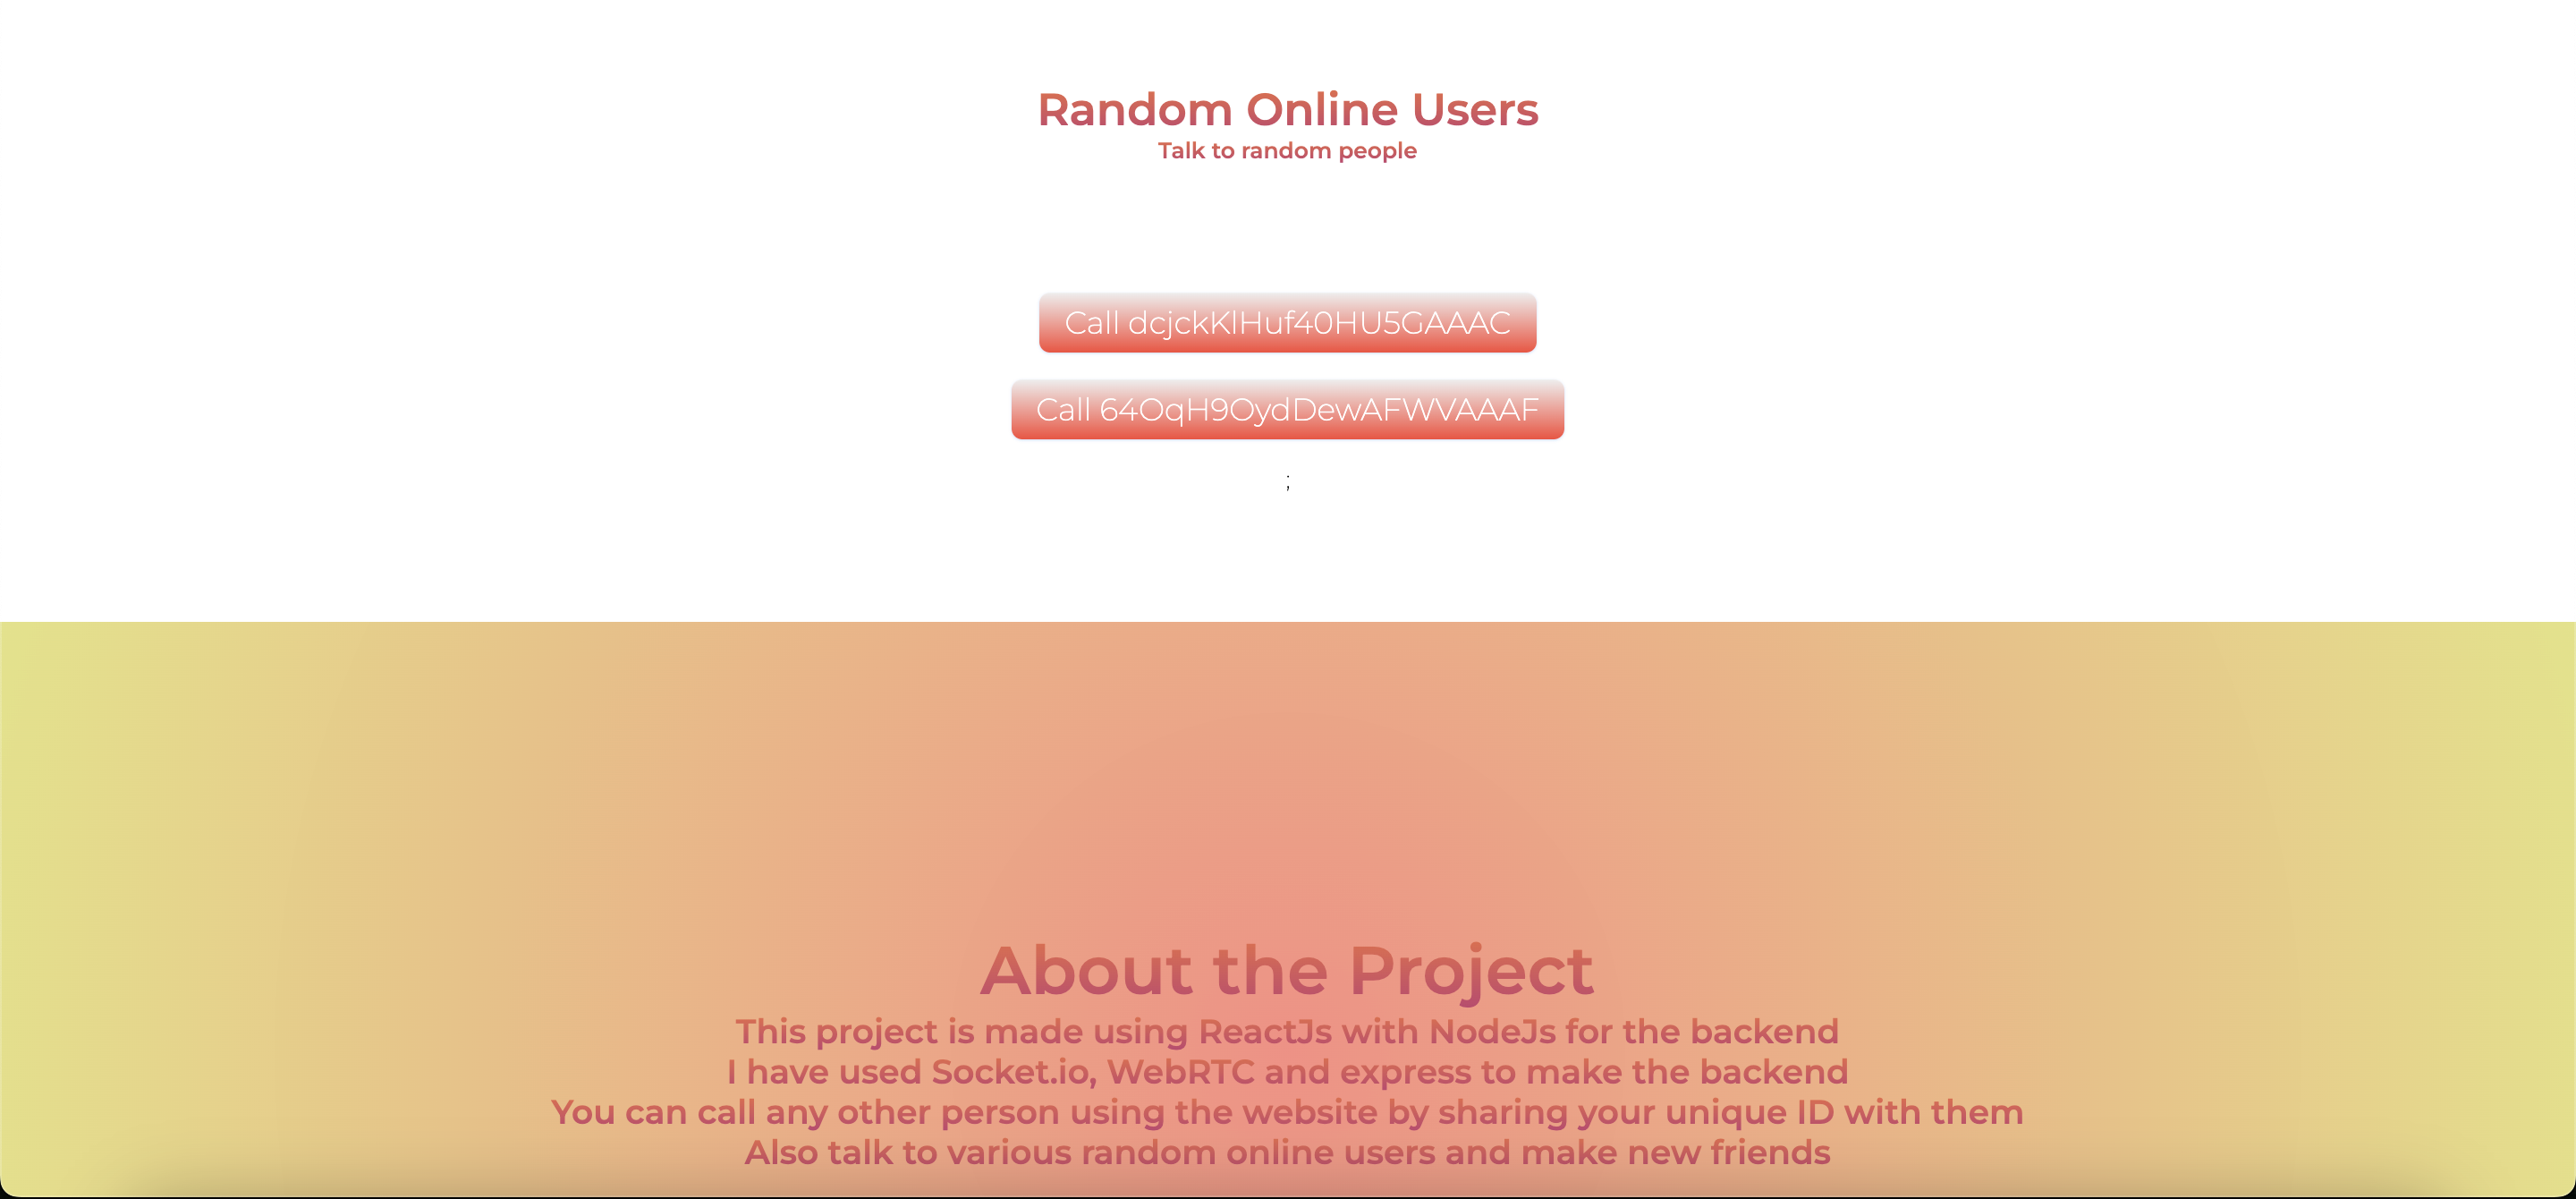 Random Online Users
Talk to random people
Call dcjckKlHuf40HU5GAAAC
Call 64OqH9OydDewAFWVAAAF
;
About the Project
This project is made using ReactJs with NodeJs for the backend
I have used Socket.io, WebRTC and express to make the backend
You can call any other person using the website by sharing your unique ID with them
Also talk to various random online users and make new friends